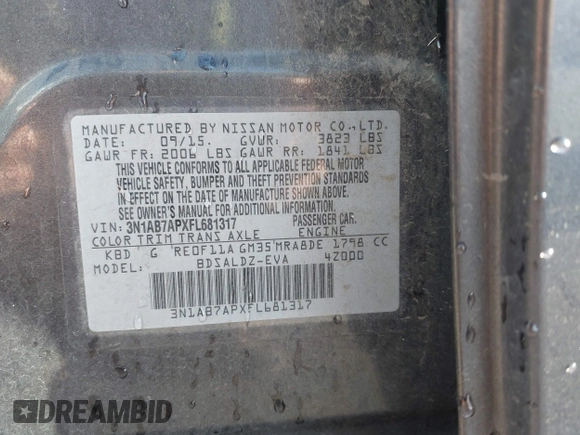 MANUFACTURED BY NISSAN MOTOR CO.,LTD.
DATE: 09/15. GVWR: 3823 LBS
GAWR FR: 2006 LBS GAWR RR: 1841 LBS
THIS VEHICLE CONFORMS TO ALL APPLICABLE FEDERAL MOTOR
VEHICLE SAFETY, BUMPER AND THEFT PREVENTION STANDARDS
IN EFFECT ON THE DATE OF MANUFACTURE SHOWN ABOVE.
SEE OWNER'S MANUAL FOR ADDITIONAL INFORMATION.
VIN: 3N1AB7APXFL681317 PASSENGER CAR.
COLOR TRIM TRANS AXLE ENGINE
KBD G RE0F11A GM35 MRA8DE 1798 CC
BDSALDZ-EVA 4Z000
3N1AB7APXFL681317
DREAMBID